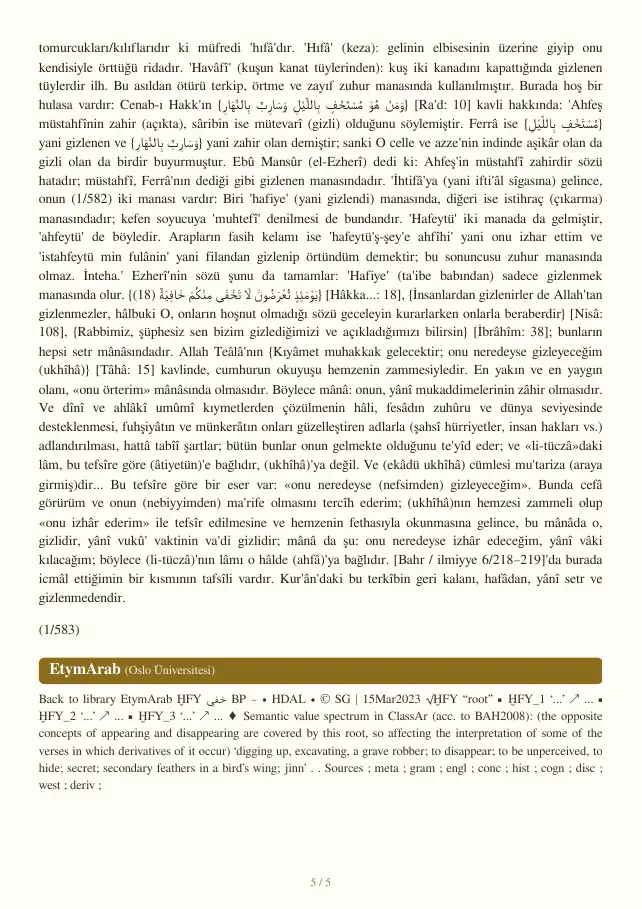 tomurcukları/kılıflarıdır ki müfredi 'hıfâ'dır. 'Hıfâ' (keza): gelinin elbisesinin üzerine giyip onu
kendisiyle örttüğü ridadır. 'Havâfî' (kuşun kanat tüylerinden): kuş iki kanadını kapattığında gizlenen
tüylerdir ilh. Bu asıldan ötürü terkip, örtme ve zayıf zuhur manasında kullanılmıştır. Burada hoş bir
hulasa vardır: Cenab-ı Hakk'ın {وَمَنْ هُوَ مُسْتَخْفٍ بِاللَّيْلِ وَسَارِبٌ بِالنَّهَارِ} [Ra'd: 10] kavli hakkında: 'Ahfeş
müstahfînin zahir (açıkta), sâribin ise mütevarî (gizli) olduğunu söylemiştir. Ferrâ ise {مُسْتَخْفٍ بِاللَّيْلِ}
yani gizlenen ve {وَسَارِبٌ بِالنَّهَارِ} yani zahir olan demiştir; sanki O celle ve azze'nin indinde aşikâr olan da
gizli olan da birdir buyurmuştur. Ebû Mansûr (el-Ezherî) dedi ki: Ahfeş'in müstahfî zahirdir sözü
hatadır; müstahfî, Ferrâ'nın dediği gibi gizlenen manasındadır. 'İhtifâ'ya (yani ifti'âl sîgasına) gelince,
onun (1/582) iki manası vardır: Biri 'hafiye' (yani gizlendi) manasında, diğeri ise istihraç (çıkarma)
manasındadır; kefen soyucuya 'muhtefî' denilmesi de bundandır. 'Hafeytü' iki manada da gelmiştir,
'ahfeytü' de böyledir. Arapların fasih kelamı ise 'hafeytü'ş-şey'e ahfîhi' yani onu izhar ettim ve
'istahfeytu min fulânin' yani filandan gizlenip örtündüm demektir; bu sonuncusu zuhur manasında
olmaz. İnteha.' Ezherî'nin sözü şunu da tamamlar: 'Hafiye' (ta'ibe babından) sadece gizlenmek
manasında olur. {يَوْمَئِذٍ تُعْرَضُونَ لَا تَخْفَى مِنْكُمْ خَافِيَةٌ (18)} [Hâkka...: 18], {İnsanlardan gizlenirler de Allah'tan
gizlenmezler, hâlbuki O, onların hoşnut olmadığı sözü geceleyin kurarlarken onlarla beraberdir} [Nisâ:
108], {Rabbimiz, şüphesiz sen bizim gizlediğimizi ve açıkladığımızı bilirsin} [İbrâhîm: 38]; bunların
hepsi setr mânâsındadır. Allah Teâlâ'nın {Kıyâmet muhakkak gelecektir; onu neredeyse gizleyeceğim
(ukhîhâ)} [Tâhâ: 15] kavlinde, cumhurun okuyuşu hemzenin zammesiyledir. En yakın ve en yaygın
olanı, «onu örterim» mânâsında olmasıdır. Böylece mânâ: onun, yânî mukaddimelerinin zâhir olmasıdır.
Ve dînî ve ahlâkî umûmî kıymetlerden çözülmenin hâli, fesâdın zuhûru ve dünya seviyesinde
desteklenmesi, fuhşiyâtın ve münkerâtın onları güzelleştiren adlarla (şahsî hürriyetler, insan hakları vs.)
adlandırılması, hattâ tabîî şartlar; bütün bunlar onun gelmekte olduğunu te'yîd eder; ve «li-tüczâ»daki
lâm, bu tefsîre göre (âtiyetün)'e bağlıdır, (ukhîhâ)'ya değil. Ve (ekâdü ukhîhâ) cümlesi mu'tariza (araya
girmiş)dir... Bu tefsîre göre bir eser var: «onu neredeyse (nefsimden) gizleyeceğim». Bunda cefâ
görürüm ve onun (nebiyyimden) ma'rife olmasını tercîh ederim; (ukhîhâ)'nın hemzesi zammeli olup
«onu izhâr ederim» ile tefsîr edilmesine ve hemzenin fethasıyla okunmasına gelince, bu mânâda o,
gizlidir, yânî vukû' vaktinin va'di gizlidir; mânâ da şu: onu neredeyse izhâr edeceğim, yânî vâki
kılacağım; böylece (li-tüczâ)'nın lâmı o hâlde (ahfâ)'ya bağlıdır. [Bahr / ilmiyye 6/218–219]'da burada
icmâl ettiğimin bir kısmının tafsîli vardır. Kur'ân'daki bu terkîbin geri kalanı, hafâdan, yânî setr ve
gizlenmedendir.
(1/583)
EtymArab (Oslo Üniversitesi)
Back to library EtymArab ḪFY خفي BP – • HDAL • © SG | 15Mar2023 √ḪFY “root” ▪ ḪFY_1 ‘...’ ↗ ... ▪
ḪFY_2 ‘...’ ↗ ... ▪ ḪFY_3 ‘...’ ↗ ... ♦ Semantic value spectrum in ClassAr (acc. to BAH2008): (the opposite
concepts of appearing and disappearing are covered by this root, so affecting the interpretation of some of the
verses in which derivatives of it occur) ‘digging up, excavating, a grave robber; to disappear; to be unperceived, to
hide; secret; secondary feathers in a bird’s wing; jinn’ . . Sources ; meta ; gram ; engl ; conc ; hist ; cogn ; disc ;
west ; deriv ;
5 / 5